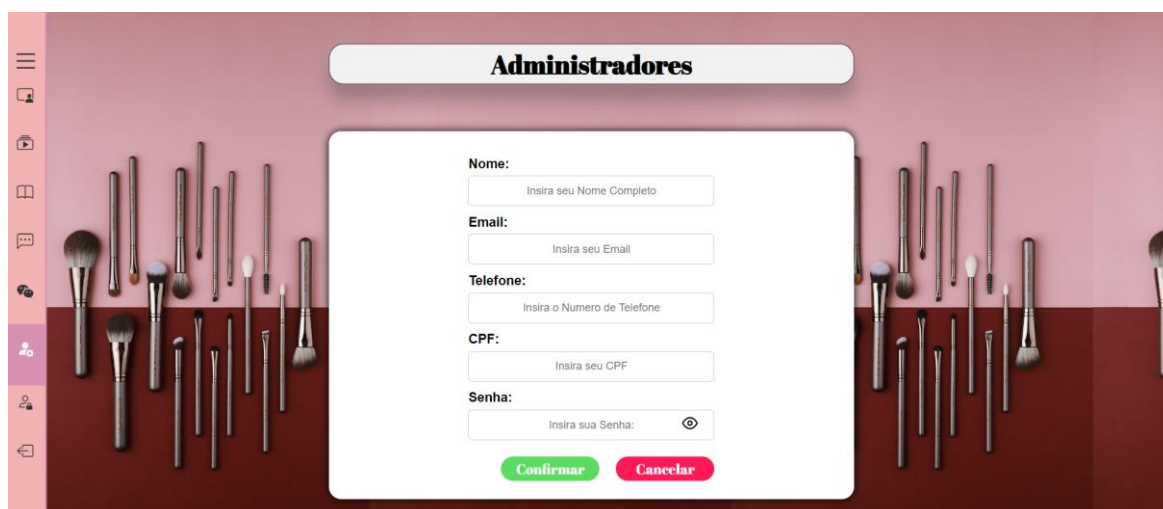 Administradores
Nome:
Insira seu Nome Completo
Email:
Insira seu Email
Telefone:
Insira o Numero de Telefone
CPF:
Insira seu CPF
Senha:
Insira sua Senha:
Confirmar
Cancelar